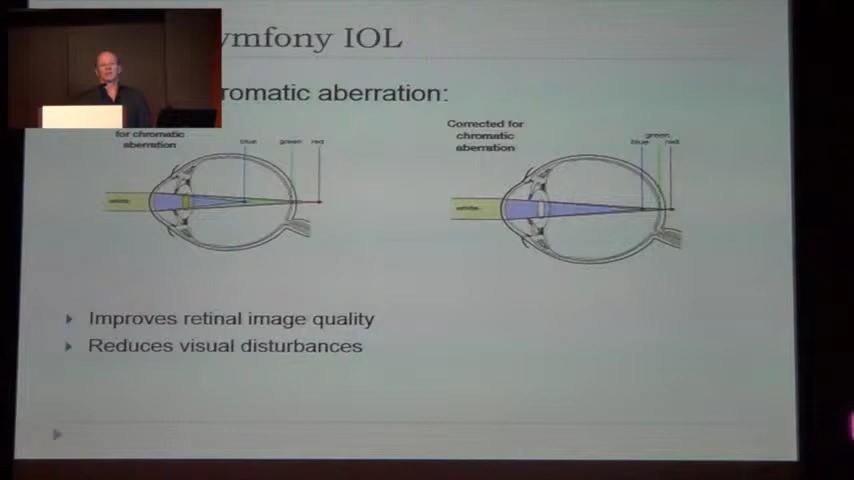 ymfony IOL
romatic aberration:
for chromatic
aberration
blue green red
white
Corrected for
chromatic
aberration
green
blue red
white
Improves retinal image quality
Reduces visual disturbances